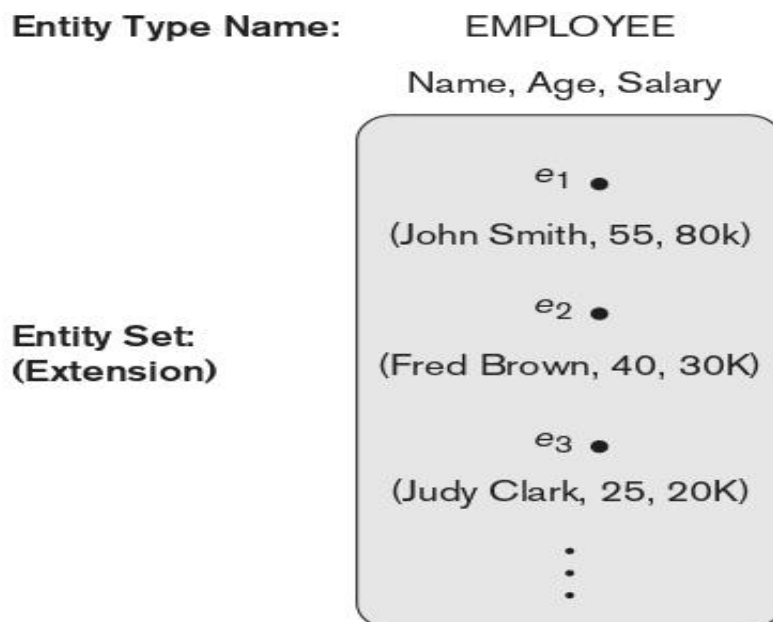 Entity Type Name: EMPLOYEE
Name, Age, Salary
e1
(John Smith, 55, 80k)
e2
(Fred Brown, 40, 30K)
Entity Set:
(Extension)
e3
(Judy Clark, 25, 20K)